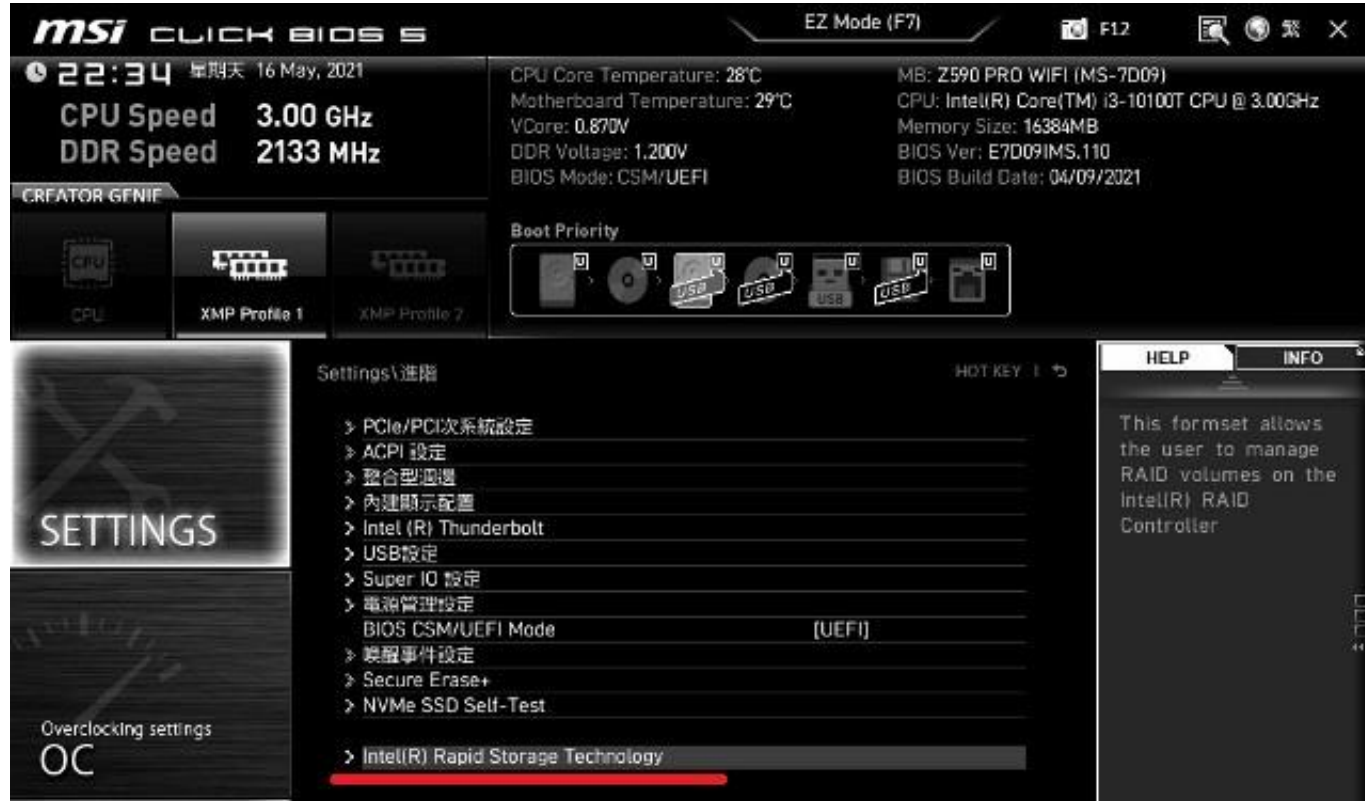 msi CLICK BIOS 5
EZ Mode (F7)
F12
繁
X
22:34 星期天 16 May, 2021
CPU Speed 3.00 GHz
DDR Speed 2133 MHz
CPU Core Temperature: 28°C
Motherboard Temperature: 29°C
VCore: 0.870V
DDR Voltage: 1.200V
BIOS Mode: CSM/UEFI
MB: Z590 PRO WIFI (MS-7D09)
CPU: Intel(R) Core(TM) i3-10100T CPU @ 3.00GHz
Memory Size: 16384MB
BIOS Ver: E7D09IMS.110
BIOS Build Date: 04/09/2021
CREATOR GENIE
CPU
CPU
XMP Profile 1
XMP Profile 2
Boot Priority
U U U U U U U
USB USB USB USB
SETTINGS
Overclocking settings
OC
Settings\進階
HOT KEY |
PCIe/PCI次系統設定
ACPI 設定
整合型週邊
內建顯示配置
Intel (R) Thunderbolt
USB設定
Super IO 設定
電源管理設定
BIOS CSM/UEFI Mode [UEFI]
喚醒事件設定
Secure Erase+
NVMe SSD Self-Test
Intel(R) Rapid Storage Technology
HELP
INFO
This formset allows
the user to manage
RAID volumes on the
Intel(R) RAID
Controller